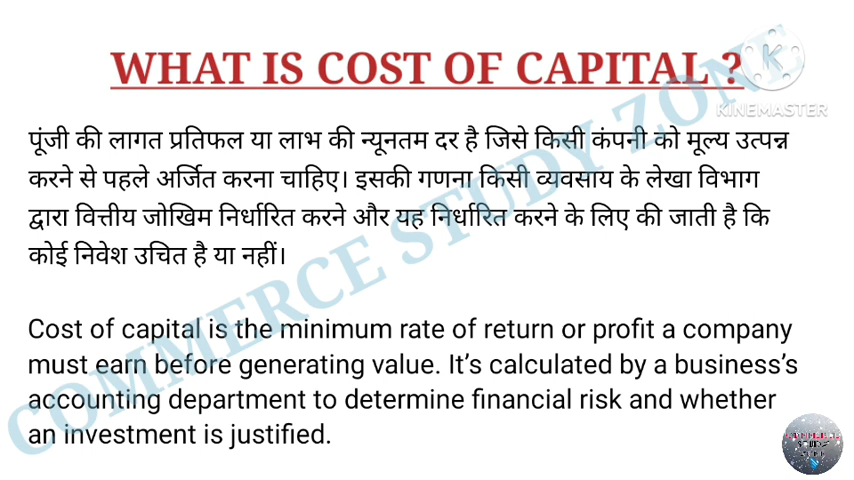 WHAT IS COST OF CAPITAL ?
KINEMASTER
पूंजी की लागत प्रतिफल या लाभ की न्यूनतम दर है जिसे किसी कंपनी को मूल्य उत्पन्न
करने से पहले अर्जित करना चाहिए। इसकी गणना किसी व्यवसाय के लेखा विभाग
द्वारा वित्तीय जोखिम निर्धारित करने और यह निर्धारित करने के लिए की जाती है कि
कोई निवेश उचित है या नहीं।
Cost of capital is the minimum rate of return or profit a company
must earn before generating value. It’s calculated by a business’s
accounting department to determine financial risk and whether
an investment is justified.
COMMERCE STUDY ZONE